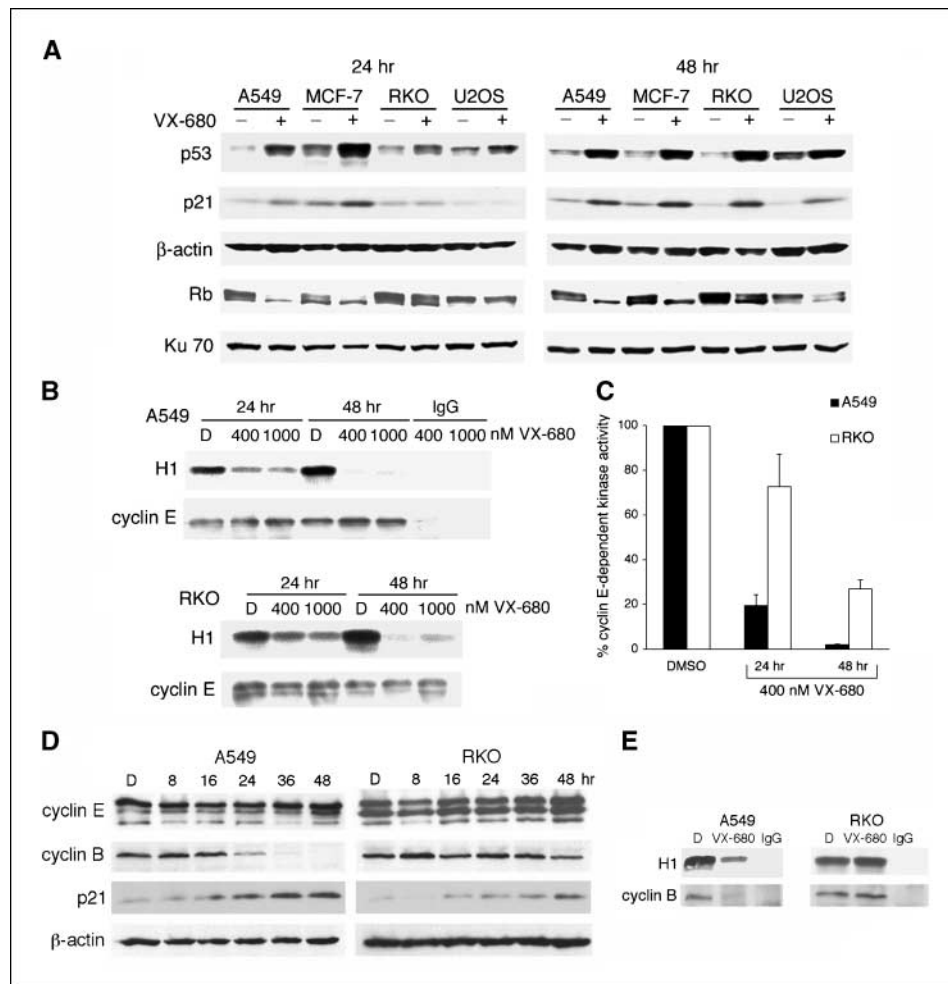 A
24 hr
48 hr
A549 MCF-7 RKO U2OS A549 MCF-7 RKO U2OS
VX-680 – + – + – + – + – + – + – + – +
p53
p21
β-actin
Rb
Ku 70
B
A549 24 hr 48 hr IgG
D 400 1000 D 400 1000 400 1000 nM VX-680
H1
cyclin E
RKO 24 hr 48 hr
D 400 1000 D 400 1000 nM VX-680
H1
cyclin E
C
A549
RKO
% cyclin E-dependent kinase activity
100
80
60
40
20
0
DMSO 24 hr 48 hr
400 nM VX-680
D
A549 RKO
D 8 16 24 36 48 D 8 16 24 36 48 hr
cyclin E
cyclin B
p21
β-actin
E
A549 RKO
D VX-680 IgG D VX-680 IgG
H1
cyclin B